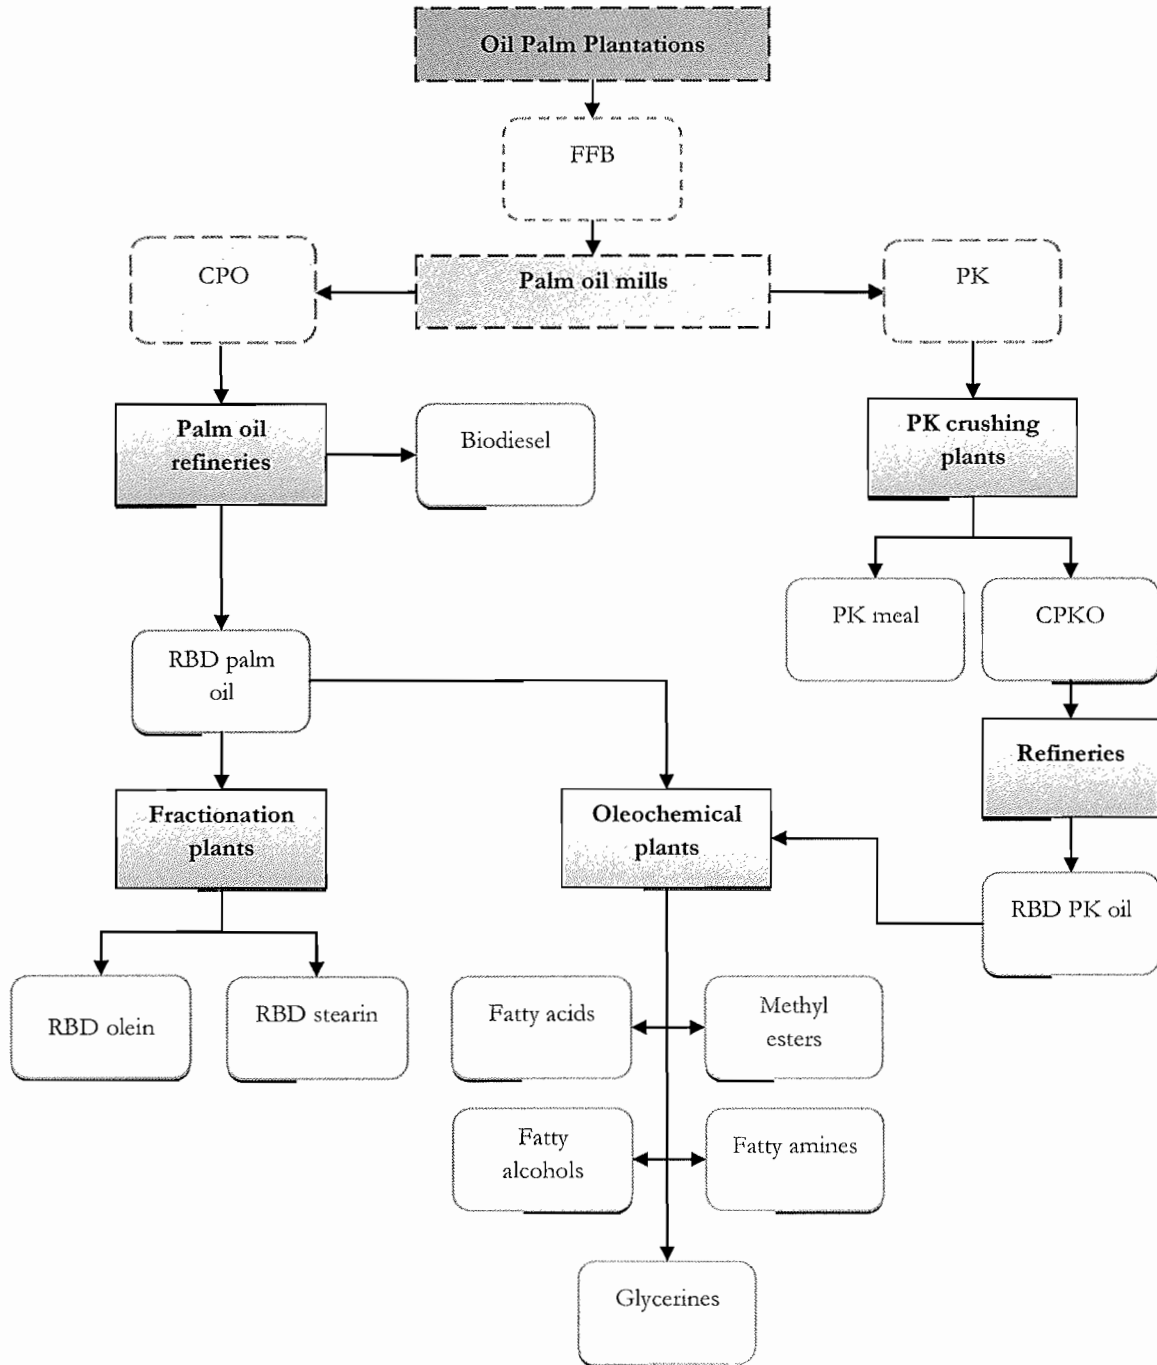 Oil Palm Plantations
FFB
CPO
Palm oil mills
PK
Palm oil
refineries
Biodiesel
PK crushing
plants
PK meal
CPKO
RBD palm
oil
Refineries
Fractionation
plants
Oleochemical
plants
RBD PK oil
RBD olein
RBD stearin
Fatty acids
Methyl
esters
Fatty
alcohols
Fatty amines
Glycerines